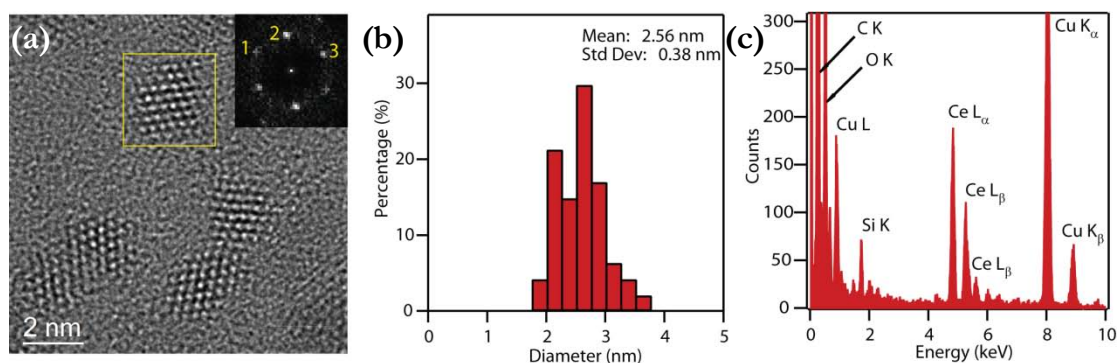 (a)
1
2
3
2 nm
(b)
Mean: 2.56 nm
Std Dev: 0.38 nm
Percentage (%)
30
20
10
0
0 1 2 3 4 5
Diameter (nm)
(c)
Counts
300
250
200
150
100
50
0
C K
O K
Cu L
Si K
Ce Lα
Ce Lβ
Ce Lβ
Cu Kα
Cu Kβ
0 2 4 6 8 10
Energy (keV)